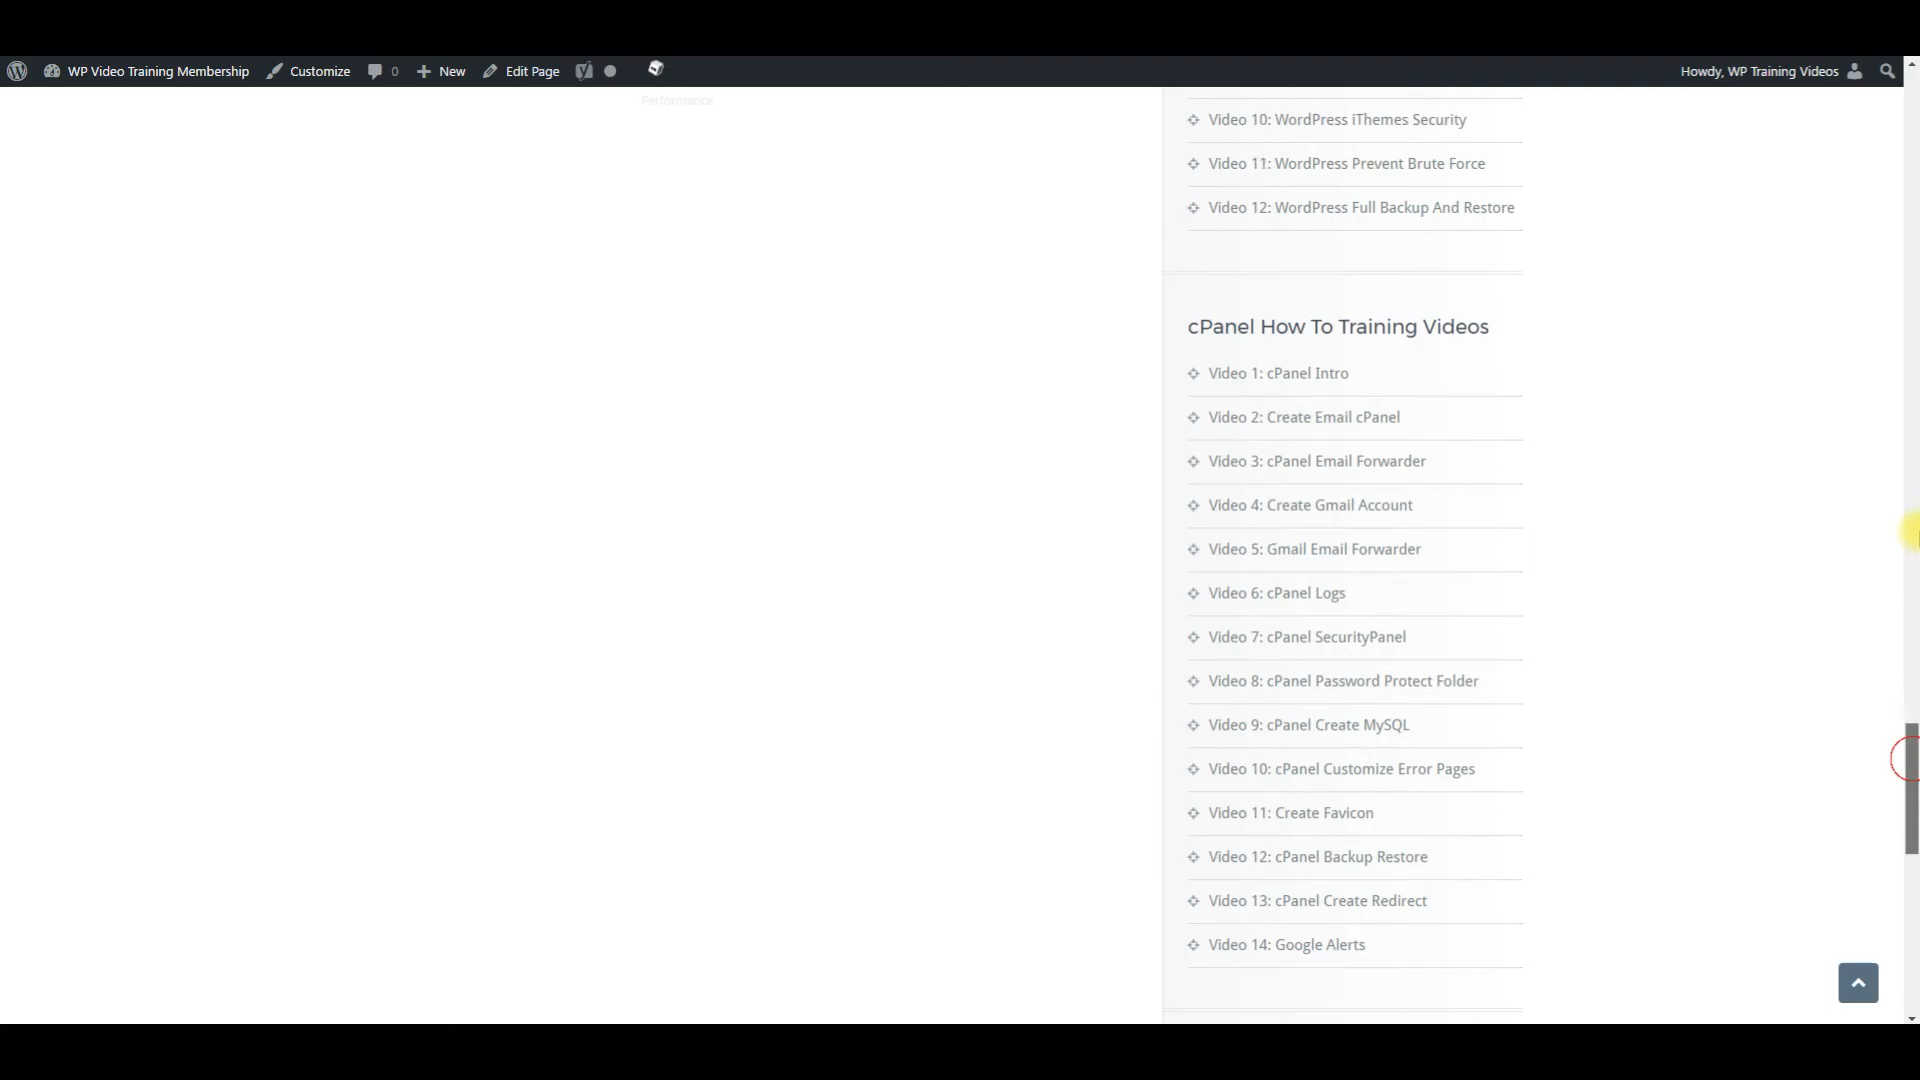 WP Video Training Membership Customize 0 New Edit Page Howdy, WP Training Videos
Performance
Video 10: WordPress iThemes Security
Video 11: WordPress Prevent Brute Force
Video 12: WordPress Full Backup And Restore
cPanel How To Training Videos
Video 1: cPanel Intro
Video 2: Create Email cPanel
Video 3: cPanel Email Forwarder
Video 4: Create Gmail Account
Video 5: Gmail Email Forwarder
Video 6: cPanel Logs
Video 7: cPanel SecurityPanel
Video 8: cPanel Password Protect Folder
Video 9: cPanel Create MySQL
Video 10: cPanel Customize Error Pages
Video 11: Create Favicon
Video 12: cPanel Backup Restore
Video 13: cPanel Create Redirect
Video 14: Google Alerts